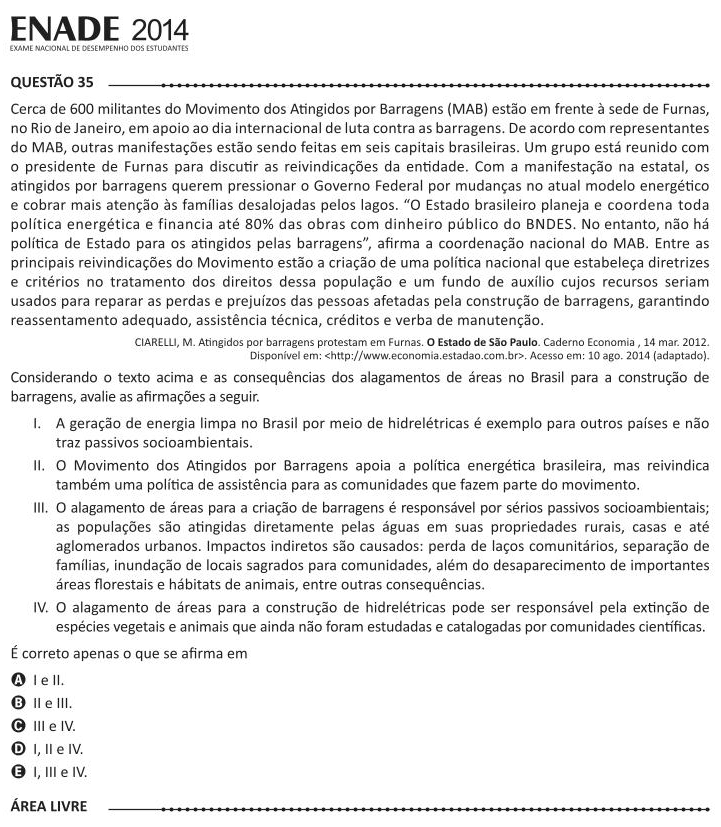 ENADE 2014
EXAME NACIONAL DE DESEMPENHO DOS ESTUDANTES
QUESTÃO 35
Cerca de 600 militantes do Movimento dos Atingidos por Barragens (MAB) estão em frente à sede de Furnas,
no Rio de Janeiro, em apoio ao dia internacional de luta contra as barragens. De acordo com representantes
do MAB, outras manifestações estão sendo feitas em seis capitais brasileiras. Um grupo está reunido com
o presidente de Furnas para discutir as reivindicações da entidade. Com a manifestação na estatal, os
atingidos por barragens querem pressionar o Governo Federal por mudanças no atual modelo energético
e cobrar mais atenção às famílias desalojadas pelos lagos. “O Estado brasileiro planeja e coordena toda
política energética e financia até 80% das obras com dinheiro público do BNDES. No entanto, não há
política de Estado para os atingidos pelas barragens”, afirma a coordenação nacional do MAB. Entre as
principais reivindicações do Movimento estão a criação de uma política nacional que estabeleça diretrizes
e critérios no tratamento dos direitos dessa população e um fundo de auxílio cujos recursos seriam
usados para reparar as perdas e prejuízos das pessoas afetadas pela construção de barragens, garantindo
reassentamento adequado, assistência técnica, créditos e verba de manutenção.
CIARELLI, M. Atingidos por barragens protestam em Furnas. O Estado de São Paulo. Caderno Economia , 14 mar. 2012.
Disponível em: <http://www.economia.estadao.com.br>. Acesso em: 10 ago. 2014 (adaptado).
Considerando o texto acima e as consequências dos alagamentos de áreas no Brasil para a construção de
barragens, avalie as afirmações a seguir.
I. A geração de energia limpa no Brasil por meio de hidrelétricas é exemplo para outros países e não
traz passivos socioambientais.
II. O Movimento dos Atingidos por Barragens apoia a política energética brasileira, mas reivindica
também uma política de assistência para as comunidades que fazem parte do movimento.
III. O alagamento de áreas para a criação de barragens é responsável por sérios passivos socioambientais;
as populações são atingidas diretamente pelas águas em suas propriedades rurais, casas e até
aglomerados urbanos. Impactos indiretos são causados: perda de laços comunitários, separação de
famílias, inundação de locais sagrados para comunidades, além do desaparecimento de importantes
áreas florestais e hábitats de animais, entre outras consequências.
IV. O alagamento de áreas para a construção de hidrelétricas pode ser responsável pela extinção de
espécies vegetais e animais que ainda não foram estudadas e catalogadas por comunidades científicas.
É correto apenas o que se afirma em
A I e II.
B II e III.
C III e IV.
D I, II e IV.
E I, III e IV.
ÁREA LIVRE